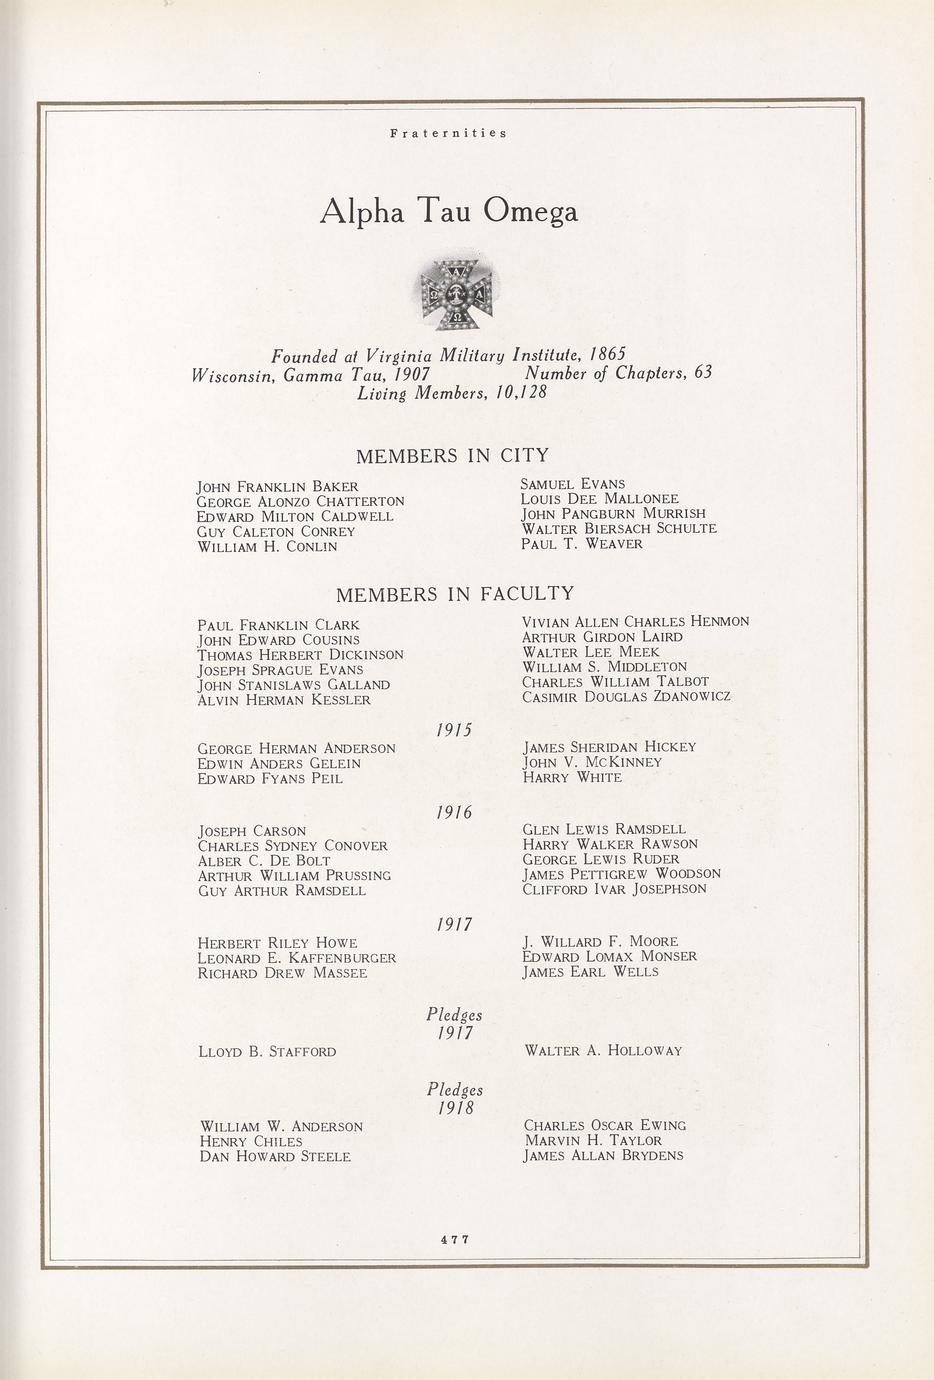 Fraternities
Alpha Tau Omega
A
Ω A
Ω
Founded at Virginia Military Institute, 1865
Wisconsin, Gamma Tau, 1907 Number of Chapters, 63
Living Members, 10,128
MEMBERS IN CITY
JOHN FRANKLIN BAKER
GEORGE ALONZO CHATTERTON
EDWARD MILTON CALDWELL
GUY CALETON CONREY
WILLIAM H. CONLIN
SAMUEL EVANS
LOUIS DEE MALLONEE
JOHN PANGBURN MURRISH
WALTER BIERSACH SCHULTE
PAUL T. WEAVER
MEMBERS IN FACULTY
PAUL FRANKLIN CLARK
JOHN EDWARD COUSINS
THOMAS HERBERT DICKINSON
JOSEPH SPRAGUE EVANS
JOHN STANISLAWS GALLAND
ALVIN HERMAN KESSLER
VIVIAN ALLEN CHARLES HENMON
ARTHUR GIRDON LAIRD
WALTER LEE MEEK
WILLIAM S. MIDDLETON
CHARLES WILLIAM TALBOT
CASIMIR DOUGLAS ZDANOWICZ
1915
GEORGE HERMAN ANDERSON
EDWIN ANDERS GELEIN
EDWARD FYANS PEIL
JAMES SHERIDAN HICKEY
JOHN V. MCKINNEY
HARRY WHITE
1916
JOSEPH CARSON
CHARLES SYDNEY CONOVER
ALBER C. DE BOLT
ARTHUR WILLIAM PRUSSING
GUY ARTHUR RAMSDELL
GLEN LEWIS RAMSDELL
HARRY WALKER RAWSON
GEORGE LEWIS RUDER
JAMES PETTIGREW WOODSON
CLIFFORD IVAR JOSEPHSON
1917
HERBERT RILEY HOWE
LEONARD E. KAFFENBURGER
RICHARD DREW MASSEE
J. WILLARD F. MOORE
EDWARD LOMAX MONSER
JAMES EARL WELLS
Pledges
1917
LLOYD B. STAFFORD
WALTER A. HOLLOWAY
Pledges
1918
WILLIAM W. ANDERSON
HENRY CHILES
DAN HOWARD STEELE
CHARLES OSCAR EWING
MARVIN H. TAYLOR
JAMES ALLAN BRYDENS
477